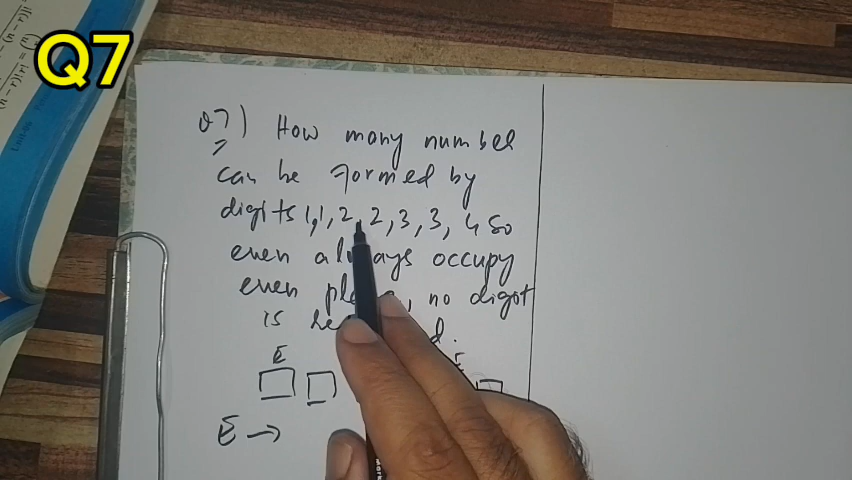 Q7
Q7) How many number
can be formed by
digits 1,1,2,2,3,3,4 so
even always occupy
even , no digit
is
E E
E →